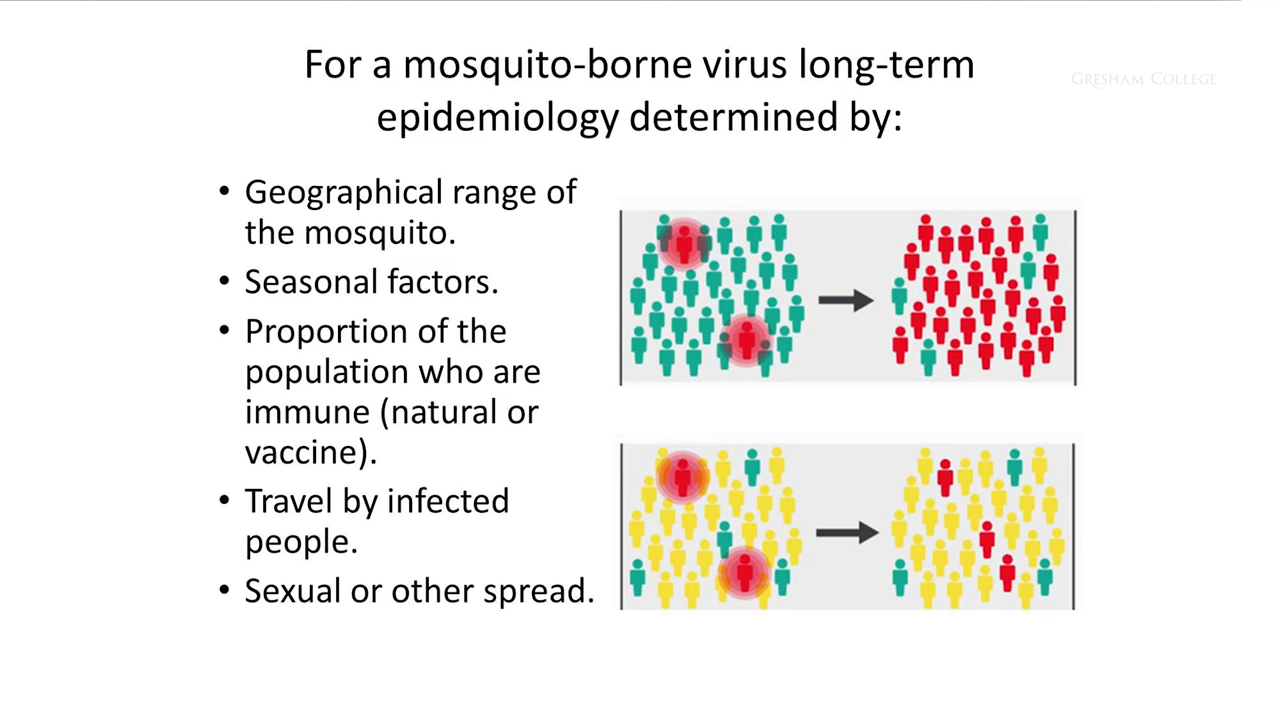 For a mosquito-borne virus long-term
epidemiology determined by:
GRESHAM COLLEGE
• Geographical range of
the mosquito.
• Seasonal factors.
• Proportion of the
population who are
immune (natural or
vaccine).
• Travel by infected
people.
• Sexual or other spread.